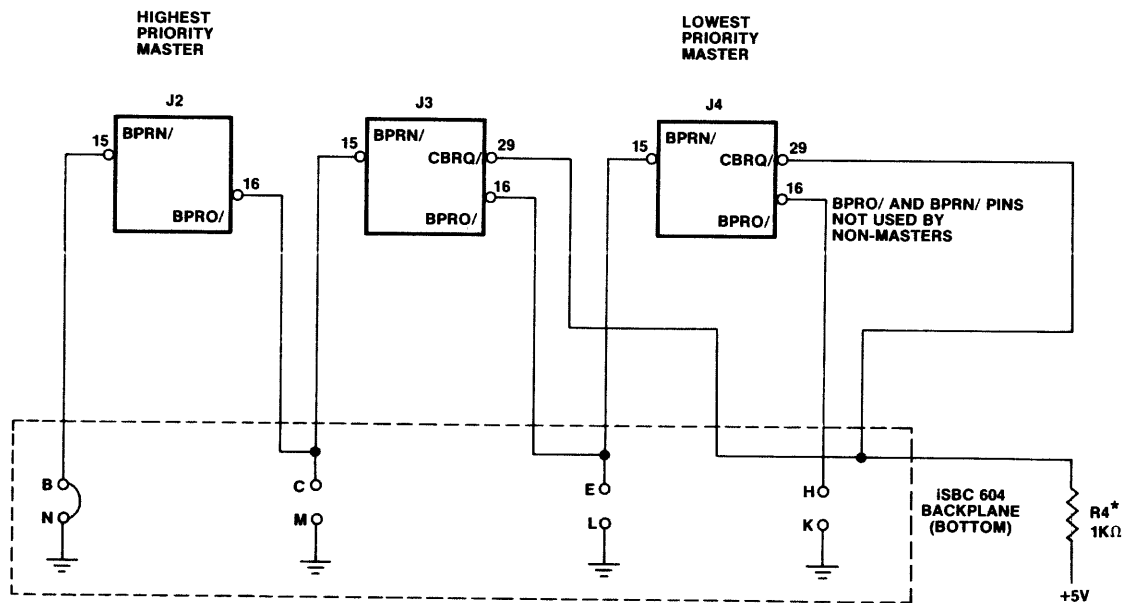 HIGHEST
PRIORITY
MASTER
LOWEST
PRIORITY
MASTER
J2
J3
J4
15
BPRN/
16
BPRO/
15
BPRN/
CBRQ/
29
16
BPRO/
15
BPRN/
CBRQ/
29
16
BPRO/
BPRO/ AND BPRN/ PINS
NOT USED BY
NON-MASTERS
B
N
C
M
E
L
H
K
iSBC 604
BACKPLANE
(BOTTOM)
R4*
1KΩ
+5V